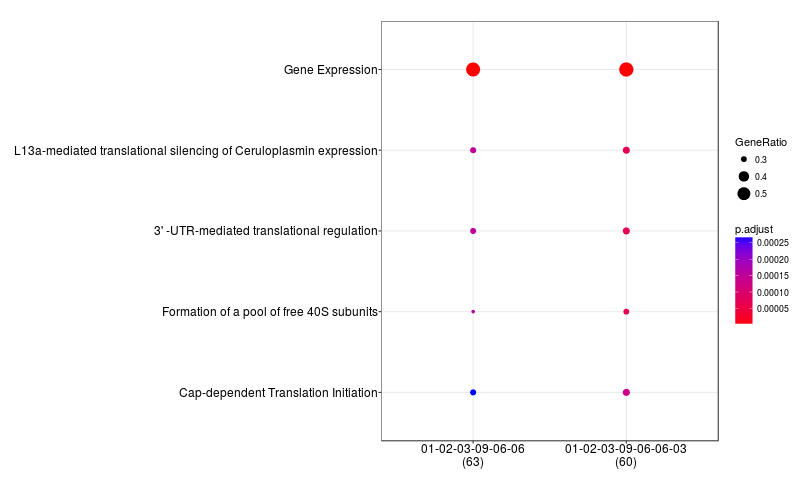 Gene Expression
L13a-mediated translational silencing of Ceruloplasmin expression
3' -UTR-mediated translational regulation
Formation of a pool of free 40S subunits
Cap-dependent Translation Initiation
01-02-03-09-06-06
(63)
01-02-03-09-06-06-03
(60)
GeneRatio
0.3
0.4
0.5
p.adjust
0.00025
0.00020
0.00015
0.00010
0.00005